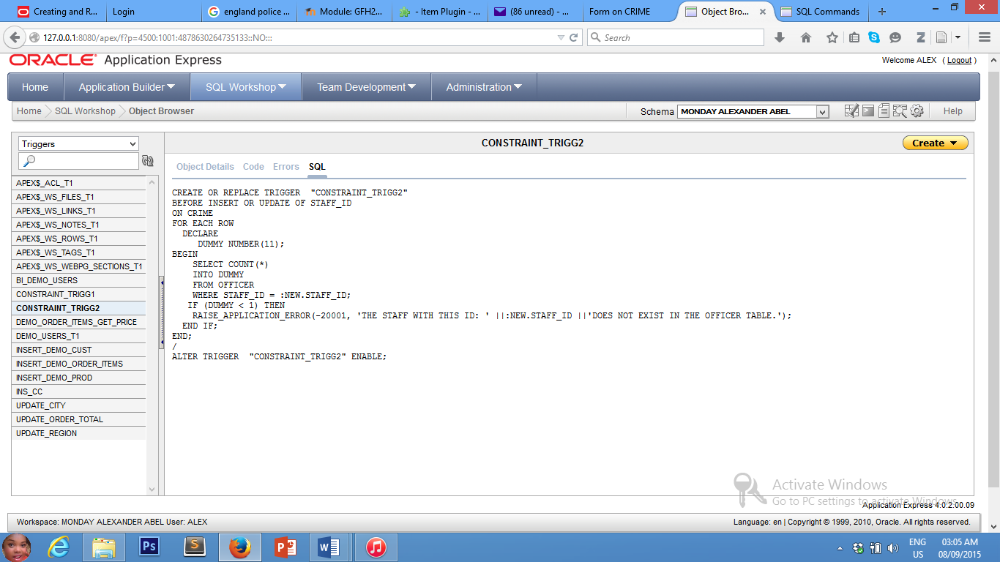 Creating and R...
Login
england police ...
Module: GFH2...
- Item Plugin - ...
(86 unread) - ...
Form on CRIME
Object Bro...
SQL Commands
127.0.0.1:8080/apex/f?p=4500:1001:4878630264735133::NO:::
Search
ORACLE Application Express
Welcome ALEX ( Logout )
Home
Application Builder
SQL Workshop
Team Development
Administration
Home SQL Workshop Object Browser
Schema MONDAY ALEXANDER ABEL
Help
Triggers
CONSTRAINT_TRIGG2
Create
Object Details Code Errors SQL
APEX$_ACL_T1
APEX$_WS_FILES_T1
APEX$_WS_LINKS_T1
APEX$_WS_NOTES_T1
APEX$_WS_ROWS_T1
APEX$_WS_TAGS_T1
APEX$_WS_WEBPG_SECTIONS_T1
BI_DEMO_USERS
CONSTRAINT_TRIGG1
CONSTRAINT_TRIGG2
DEMO_ORDER_ITEMS_GET_PRICE
DEMO_USERS_T1
INSERT_DEMO_CUST
INSERT_DEMO_ORDER_ITEMS
INSERT_DEMO_PROD
INS_CC
UPDATE_CITY
UPDATE_ORDER_TOTAL
UPDATE_REGION
CREATE OR REPLACE TRIGGER "CONSTRAINT_TRIGG2"
BEFORE INSERT OR UPDATE OF STAFF_ID
ON CRIME
FOR EACH ROW
DECLARE
DUMMY NUMBER(11);
BEGIN
SELECT COUNT(*)
INTO DUMMY
FROM OFFICER
WHERE STAFF_ID = :NEW.STAFF_ID;
IF (DUMMY < 1) THEN
RAISE_APPLICATION_ERROR(-20001, 'THE STAFF WITH THIS ID: ' ||:NEW.STAFF_ID ||'DOES NOT EXIST IN THE OFFICER TABLE.');
END IF;
END;
/
ALTER TRIGGER "CONSTRAINT_TRIGG2" ENABLE;
Activate Windows
Go to PC settings to activate Windows.
Application Express 4.0.2.00.09
Workspace: MONDAY ALEXANDER ABEL User: ALEX
Language: en | Copyright © 1999, 2010, Oracle. All rights reserved.
Ps
S
P
W
ENG
US
03:05 AM
08/09/2015